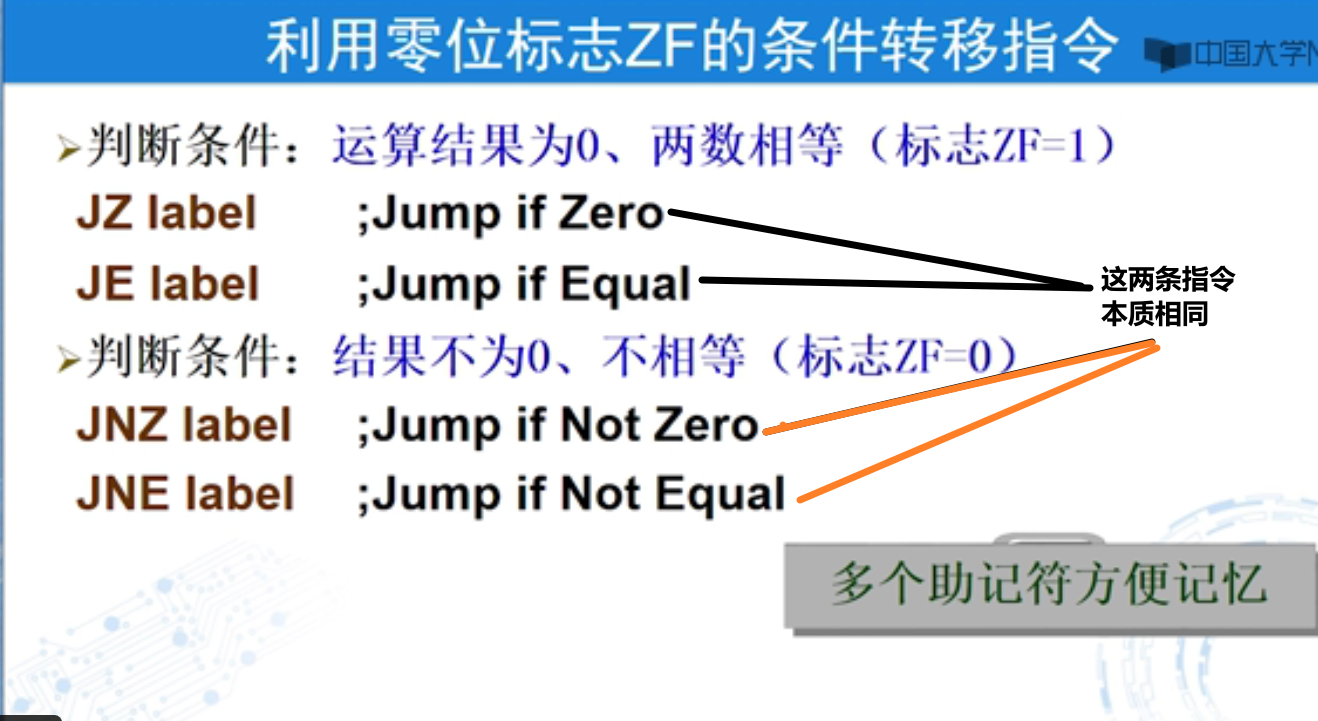 利用零位标志ZF的条件转移指令
中国大学
判断条件：运算结果为0、两数相等（标志ZF=1）
JZ label ;Jump if Zero
JE label ;Jump if Equal
这两条指令
本质相同
判断条件：结果不为0、不相等（标志ZF=0）
JNZ label ;Jump if Not Zero
JNE label ;Jump if Not Equal
多个助记符方便记忆